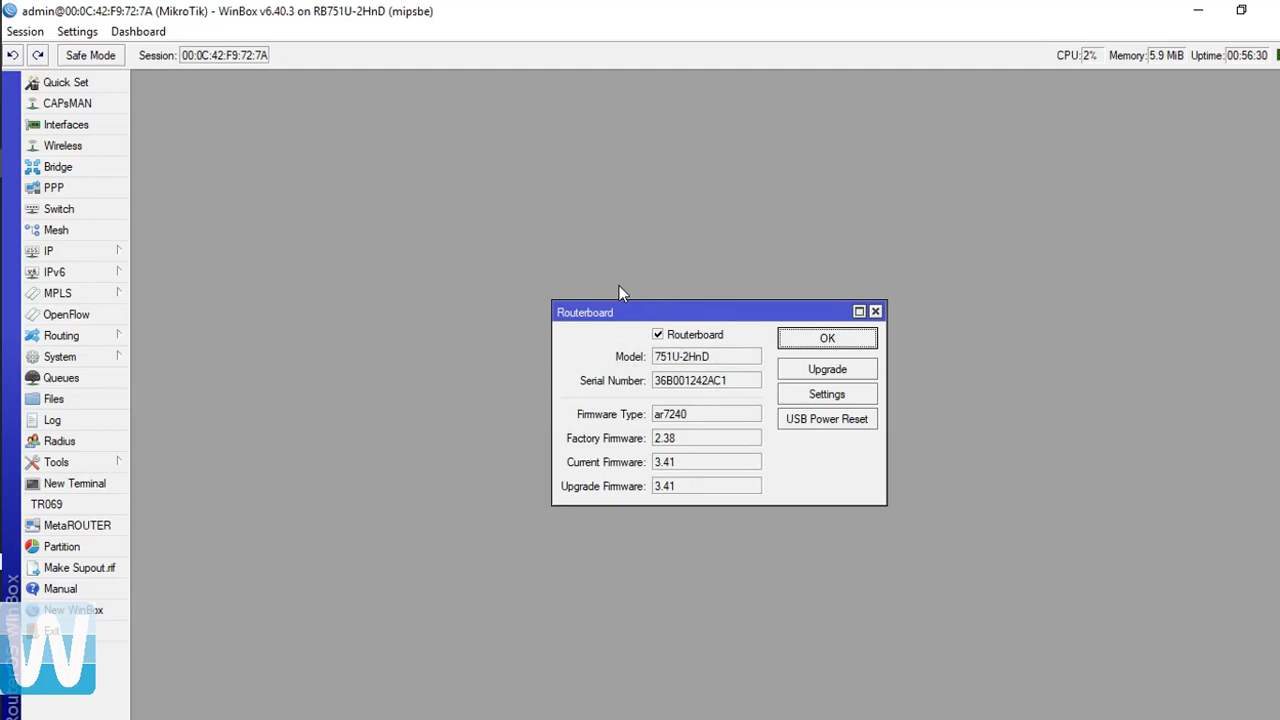 admin@00:0C:42:F9:72:7A (MikroTik) - WinBox v6.40.3 on RB751U-2HnD (mipsbe)
Session Settings Dashboard
Safe Mode Session: 00:0C:42:F9:72:7A CPU: 2% Memory: 5.9 MiB Uptime: 00:56:30
Quick Set
CAPsMAN
Interfaces
Wireless
Bridge
PPP
Switch
Mesh
IP
IPv6
MPLS
OpenFlow
Routing
System
Queues
Files
Log
Radius
Tools
New Terminal
TR069
MetaROUTER
Partition
Make Supout.rif
Manual
New WinBox
Exit
RouterOS WinBox
Routerboard
Routerboard
OK
Model: 751U-2HnD
Upgrade
Serial Number: 36B001242AC1
Settings
Firmware Type: ar7240
USB Power Reset
Factory Firmware: 2.38
Current Firmware: 3.41
Upgrade Firmware: 3.41
W